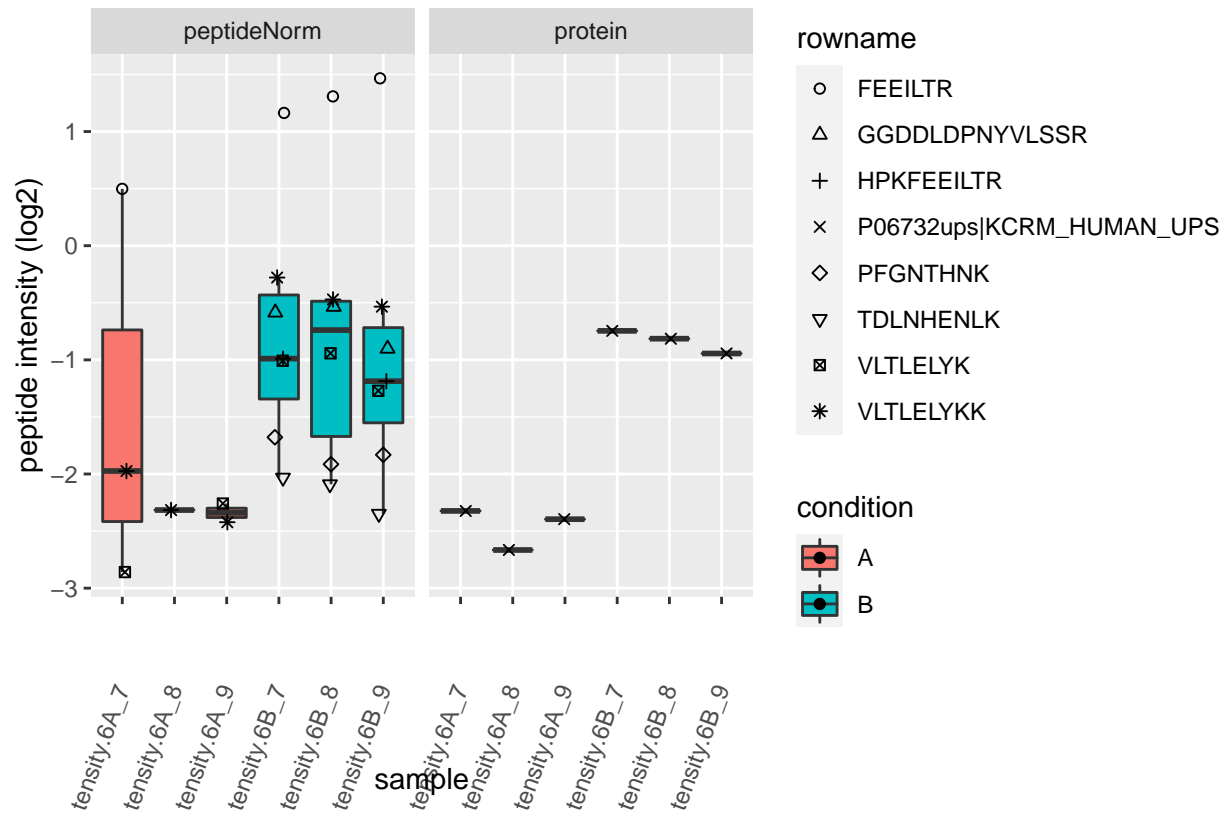 peptideNorm
protein
peptide intensity (log2)
1
0
−1
−2
−3
tensity.6A_7
tensity.6A_8
tensity.6A_9
tensity.6B_7
tensity.6B_8
tensity.6B_9
tensity.6A_7
tensity.6A_8
tensity.6A_9
tensity.6B_7
tensity.6B_8
tensity.6B_9
sample
rowname
FEEILTR
GGDDLDPNYVLSSR
HPKFEEILTR
P06732ups|KCRM_HUMAN_UPS
PFGNTHNK
TDLNHENLK
VLTLELYK
VLTLELYKK
condition
A
B